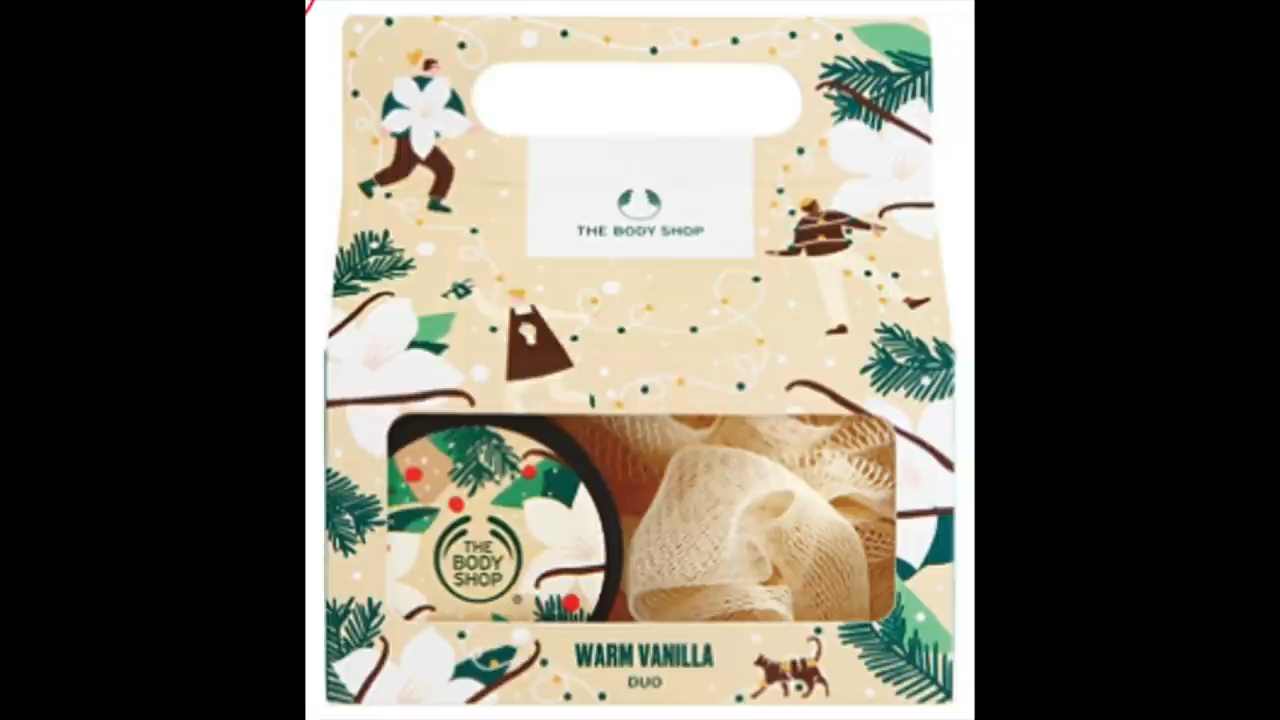 THE BODY SHOP
THE
BODY
SHOP
®
WARM VANILLA
DUO